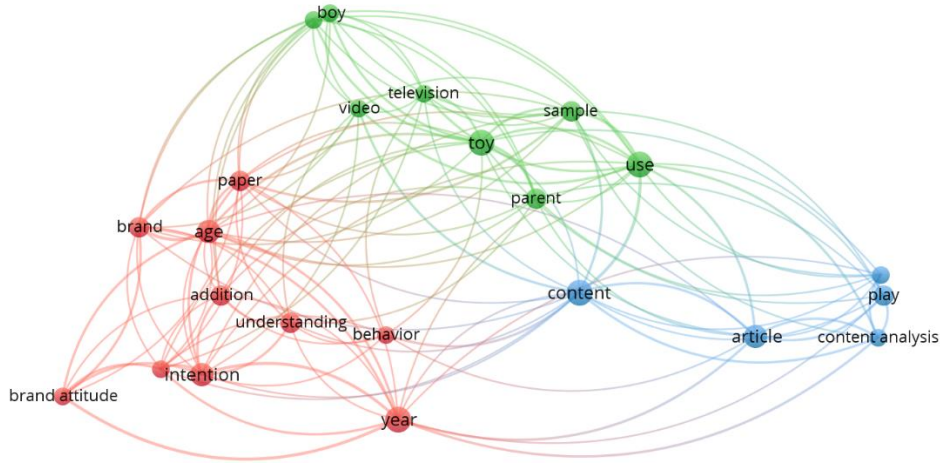 boy
television
video
sample
toy
use
paper
parent
brand
age
addition
content
play
understanding
behavior
article
content analysis
intention
brand attitude
year